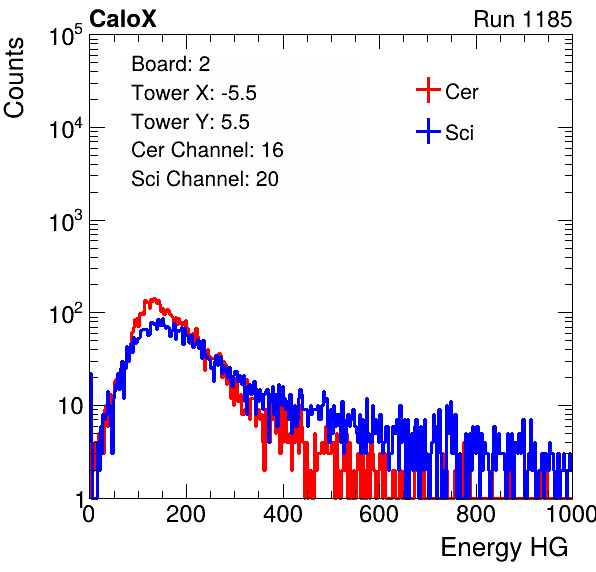 CaloX Run 1185
Counts
10^5
10^4
10^3
10^2
10
1
Board: 2
Tower X: -5.5
Tower Y: 5.5
Cer Channel: 16
Sci Channel: 20
Cer
Sci
0 200 400 600 800 1000
Energy HG